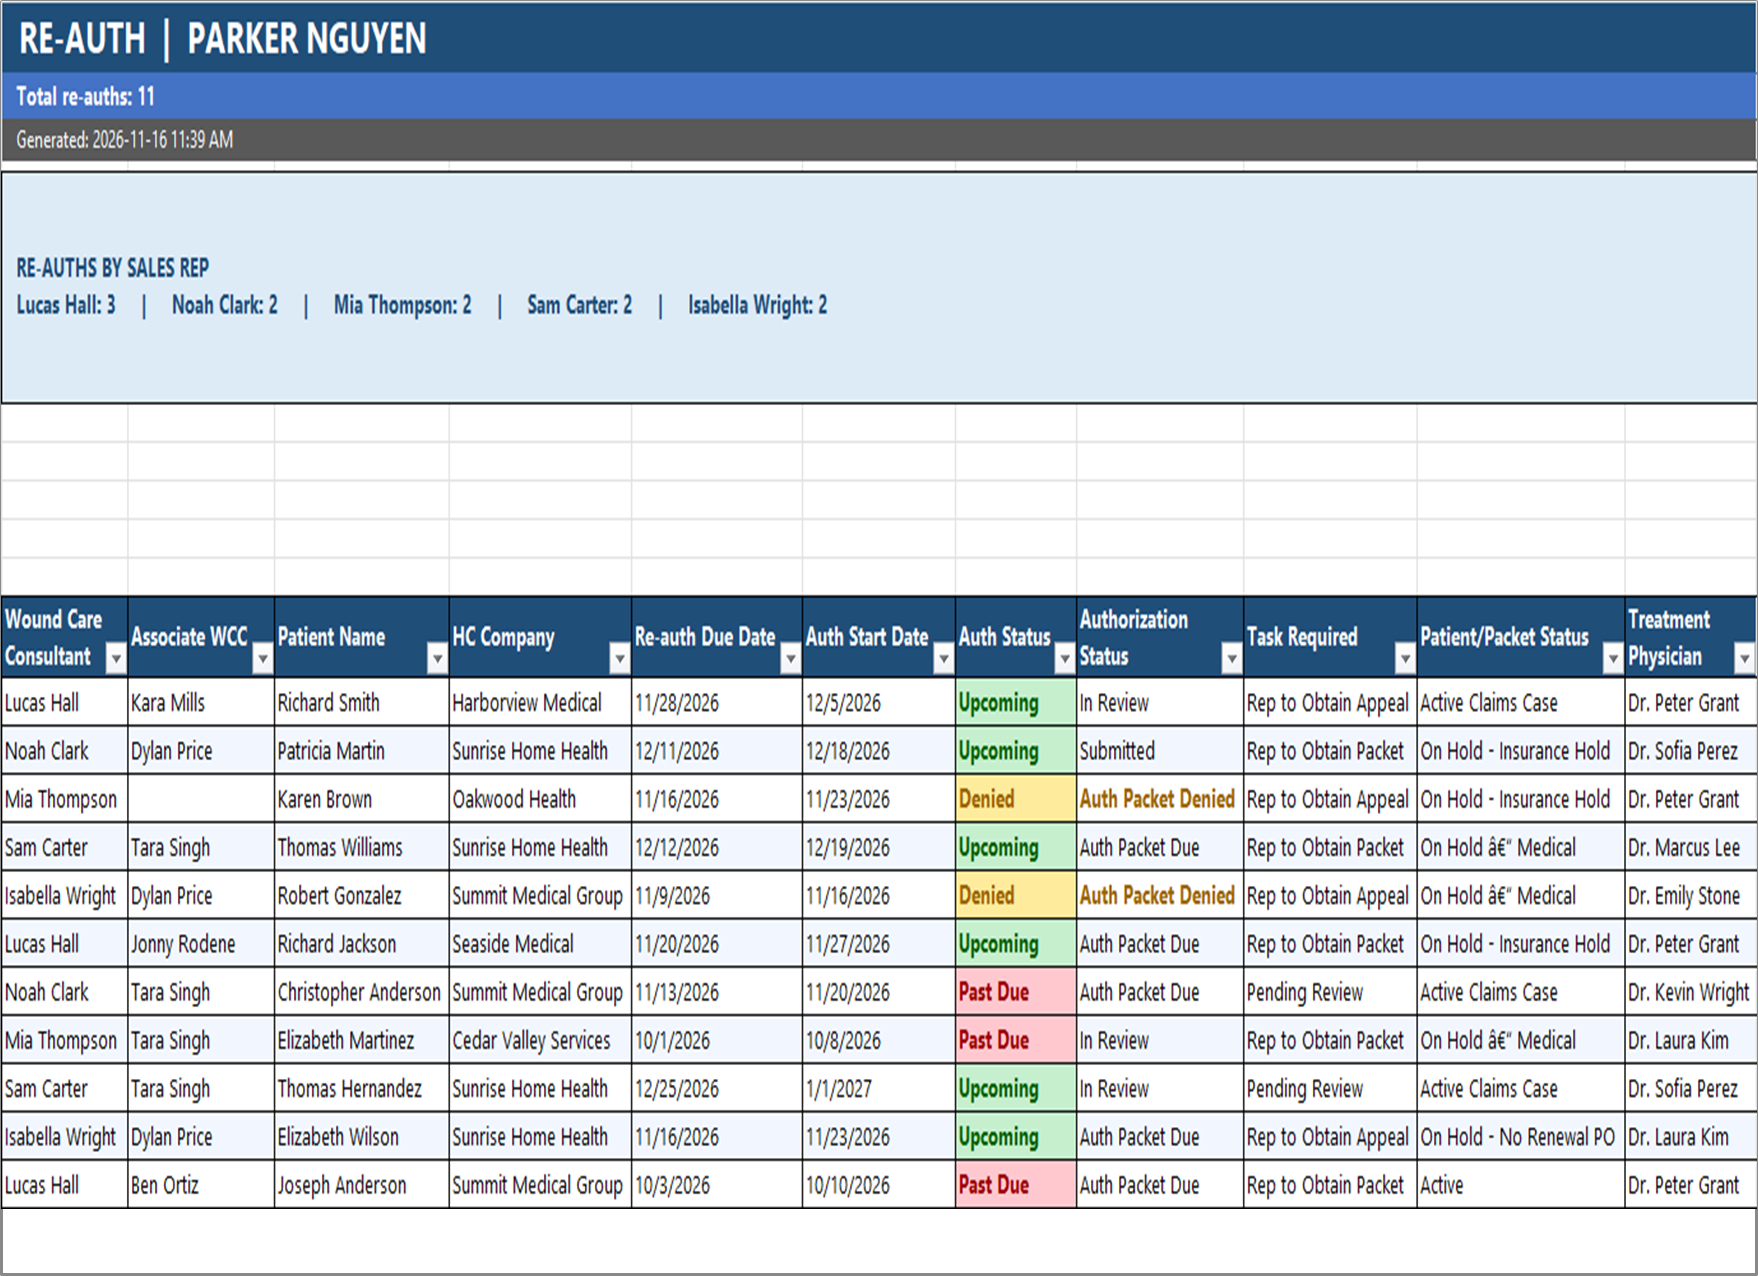 RE-AUTH | PARKER NGUYEN
Total re-auths: 11
Generated: 2026-11-16 11:39 AM
RE-AUTHS BY SALES REP
Lucas Hall: 3 | Noah Clark: 2 | Mia Thompson: 2 | Sam Carter: 2 | Isabella Wright: 2
Wound Care Consultant Associate WCC Patient Name HC Company Re-auth Due Date Auth Start Date Auth Status Authorization Status Task Required Patient/Packet Status Treatment Physician
Lucas Hall Kara Mills Richard Smith Harborview Medical 11/28/2026 12/5/2026 Upcoming In Review Rep to Obtain Appeal Active Claims Case Dr. Peter Grant
Noah Clark Dylan Price Patricia Martin Sunrise Home Health 12/11/2026 12/18/2026 Upcoming Submitted Rep to Obtain Packet On Hold - Insurance Hold Dr. Sofia Perez
Mia Thompson Karen Brown Oakwood Health 11/16/2026 11/23/2026 Denied Auth Packet Denied Rep to Obtain Appeal On Hold - Insurance Hold Dr. Peter Grant
Sam Carter Tara Singh Thomas Williams Sunrise Home Health 12/12/2026 12/19/2026 Upcoming Auth Packet Due Rep to Obtain Packet On Hold â€“ Medical Dr. Marcus Lee
Isabella Wright Dylan Price Robert Gonzalez Summit Medical Group 11/9/2026 11/16/2026 Denied Auth Packet Denied Rep to Obtain Appeal On Hold â€“ Medical Dr. Emily Stone
Lucas Hall Jonny Rodene Richard Jackson Seaside Medical 11/20/2026 11/27/2026 Upcoming Auth Packet Due Rep to Obtain Packet On Hold - Insurance Hold Dr. Peter Grant
Noah Clark Tara Singh Christopher Anderson Summit Medical Group 11/13/2026 11/20/2026 Past Due Auth Packet Due Pending Review Active Claims Case Dr. Kevin Wright
Mia Thompson Tara Singh Elizabeth Martinez Cedar Valley Services 10/1/2026 10/8/2026 Past Due In Review Rep to Obtain Packet On Hold â€“ Medical Dr. Laura Kim
Sam Carter Tara Singh Thomas Hernandez Sunrise Home Health 12/25/2026 1/1/2027 Upcoming In Review Pending Review Active Claims Case Dr. Sofia Perez
Isabella Wright Dylan Price Elizabeth Wilson Sunrise Home Health 11/16/2026 11/23/2026 Upcoming Auth Packet Due Rep to Obtain Appeal On Hold - No Renewal PO Dr. Laura Kim
Lucas Hall Ben Ortiz Joseph Anderson Summit Medical Group 10/3/2026 10/10/2026 Past Due Auth Packet Due Rep to Obtain Packet Active Dr. Peter Grant